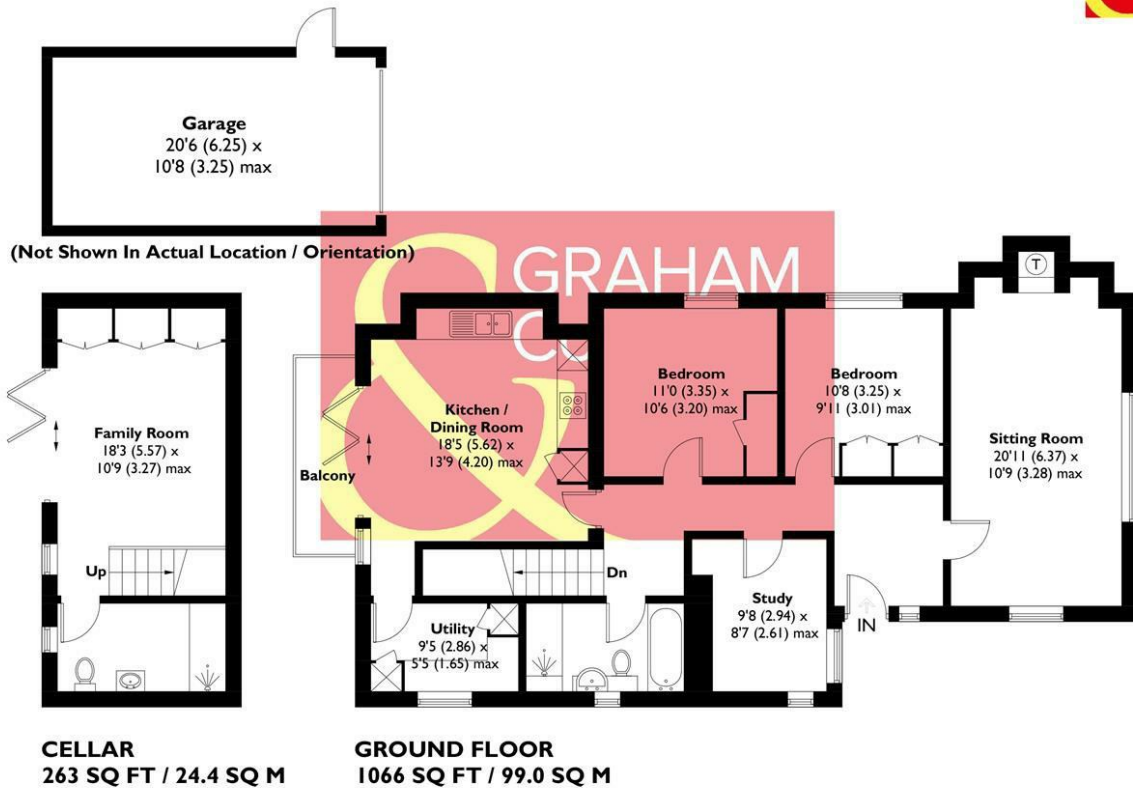 Garage
20'6 (6.25) x
10'8 (3.25) max
(Not Shown In Actual Location / Orientation)
& GRAHAM
T
Family Room
18'3 (5.57) x
10'9 (3.27) max
Up
Balcony
Kitchen /
Dining Room
18'5 (5.62) x
13'9 (4.20) max
Bedroom
11'0 (3.35) x
10'6 (3.20) max
Bedroom
10'8 (3.25) x
9'11 (3.01) max
Sitting Room
20'11 (6.37) x
10'9 (3.28) max
Dn
Utility
9'5 (2.86) x
5'5 (1.65) max
Study
9'8 (2.94) x
8'7 (2.61) max
IN
CELLAR
263 SQ FT / 24.4 SQ M
GROUND FLOOR
1066 SQ FT / 99.0 SQ M